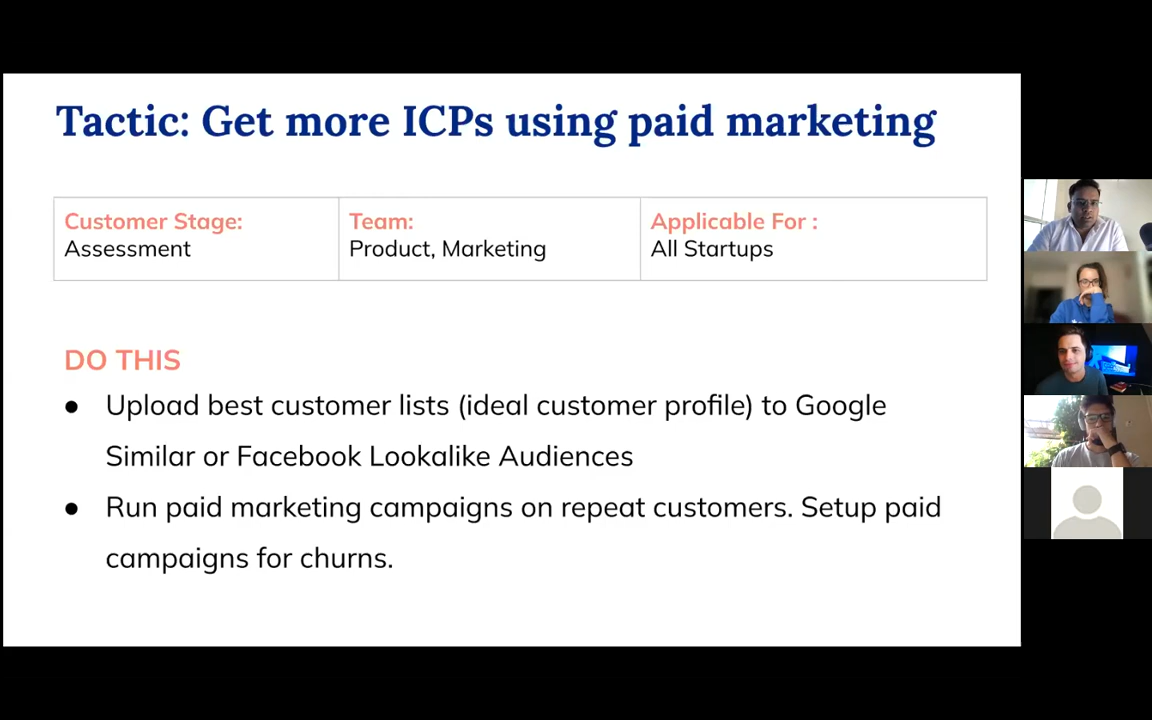 Tactic: Get more ICPs using paid marketing
Customer Stage:
Assessment
Team:
Product, Marketing
Applicable For :
All Startups
DO THIS
● Upload best customer lists (ideal customer profile) to Google
Similar or Facebook Lookalike Audiences
● Run paid marketing campaigns on repeat customers. Setup paid
campaigns for churns.